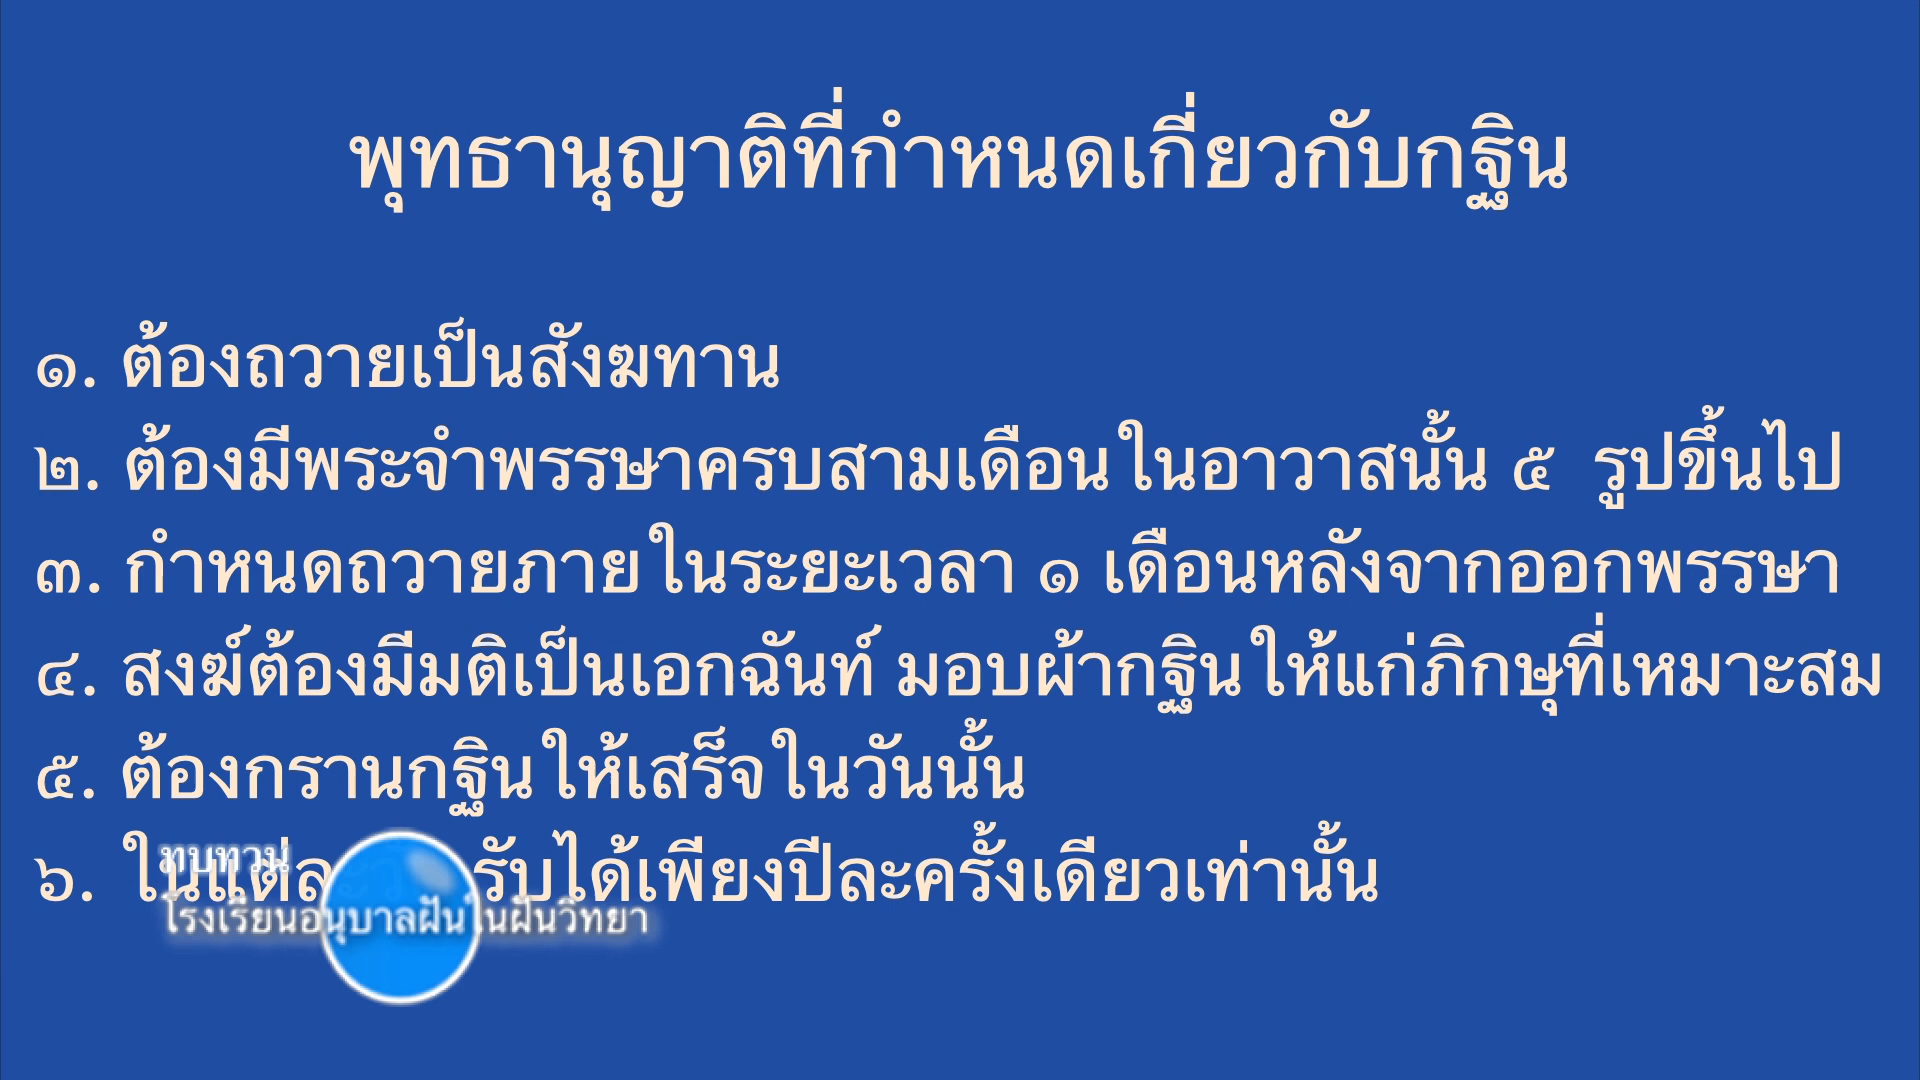 พุทธานุญาติที่กำหนดเกี่ยวกับกฐิน
๑. ต้องถวายเป็นสังฆทาน
๒. ต้องมีพระจำพรรษาครบสามเดือนในอาวาสนั้น ๕ รูปขึ้นไป
๓. กำหนดถวายภายในระยะเวลา ๑ เดือนหลังจากออกพรรษา
๔. สงฆ์ต้องมีมติเป็นเอกฉันท์ มอบผ้ากฐินให้แก่ภิกษุที่เหมาะสม
๕. ต้องกรานกฐินให้เสร็จในวันนั้น
๖. ในแต่ละ รับได้เพียงปีละครั้งเดียวเท่านั้น
ทบทวน
โรงเรียนอนุบาลฝันในฝันวิทยา